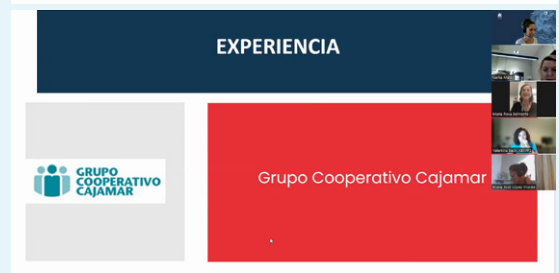 EXPERIENCIA
GRUPO
COOPERATIVO
CAJAMAR
Grupo Cooperativo Cajamar